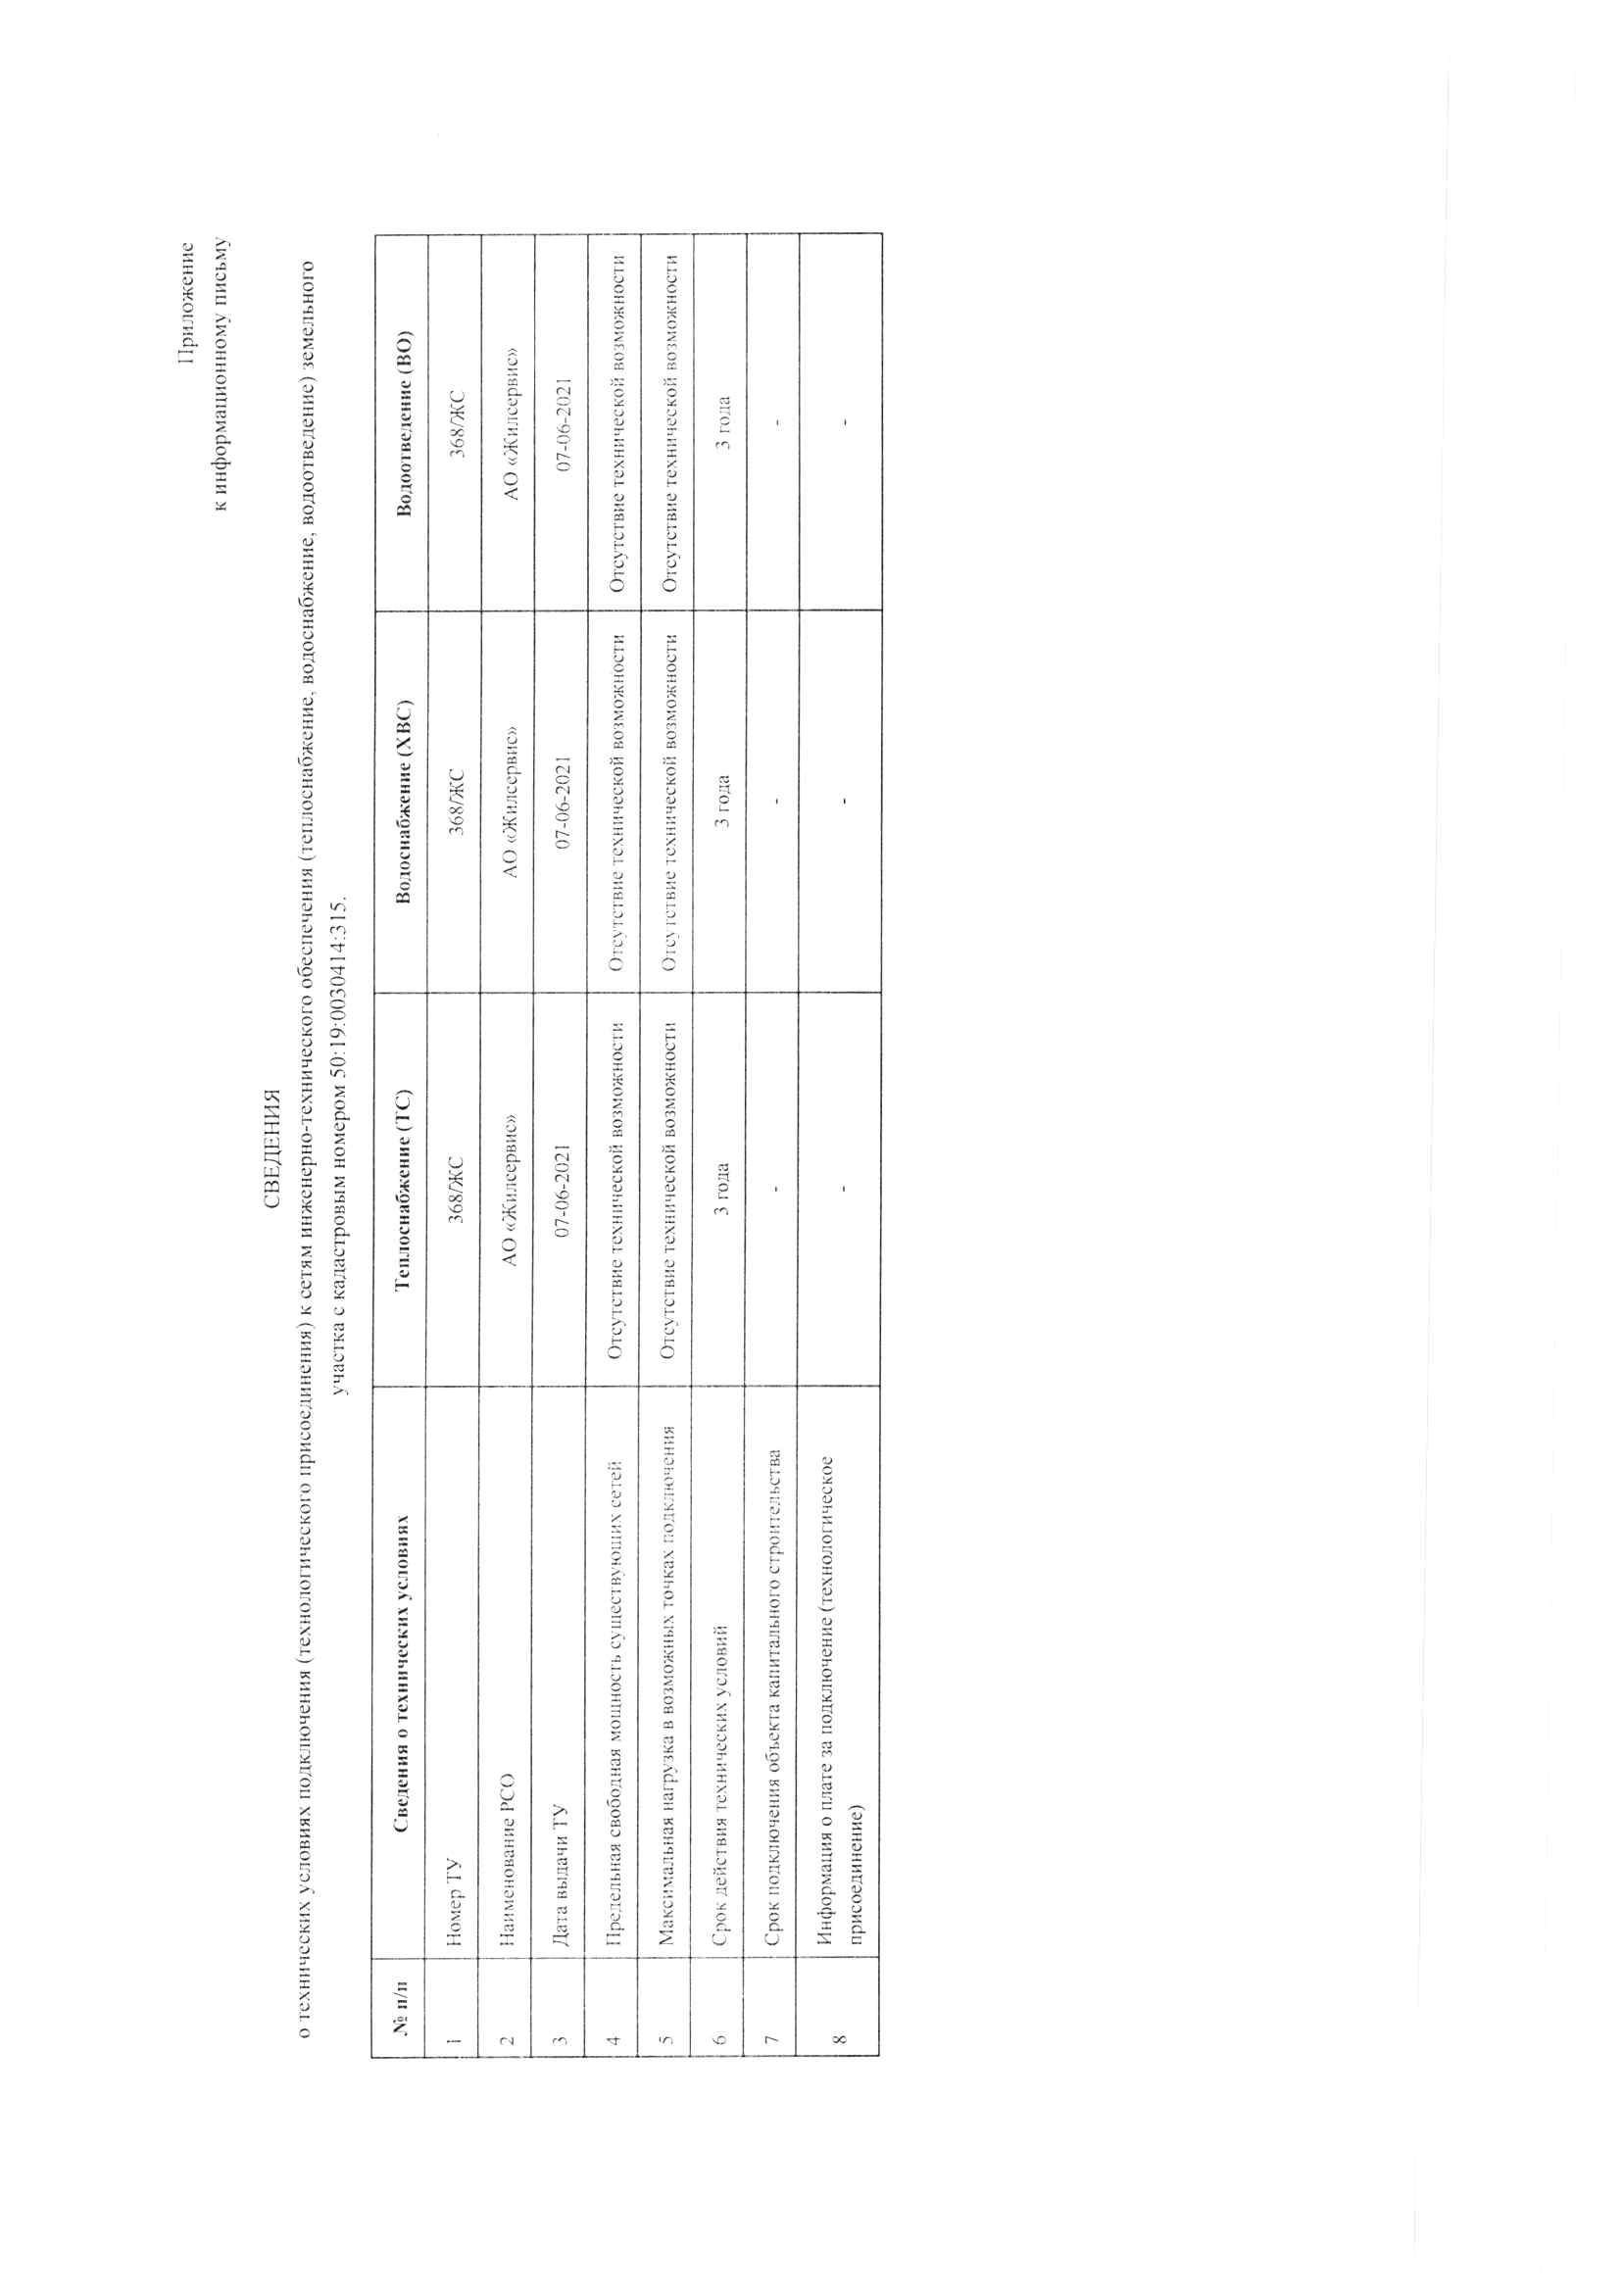 Приложение
к информационному письму
СВЕДЕНИЯ
о технических условиях подключения (технологического присоединения) к сетям инженерно-технического обеспечения (теплоснабжение, водоснабжение, водоотведение) земельного
участка с кадастровым номером 50:19:0030414:315.
№ п/п Сведения о технических условиях Теплоснабжение (ТС) Водоснабжение (ХВС) Водоотведение (ВО)
1 Номер ТУ 368/ЖС 368/ЖС 368/ЖС
2 Наименование РСО АО «Жилсервис» АО «Жилсервис» АО «Жилсервис»
3 Дата выдачи ТУ 07-06-2021 07-06-2021 07-06-2021
4 Предельная свободная мощность существующих сетей Отсутствие технической возможности Отсутствие технической возможности Отсутствие технической возможности
5 Максимальная нагрузка в возможных точках подключения Отсутствие технической возможности Отсутствие технической возможности Отсутствие технической возможности
6 Срок действия технических условий 3 года 3 года 3 года
7 Срок подключения объекта капитального строительства - - -
8 Информация о плате за подключение (технологическое - - -
присоединение)